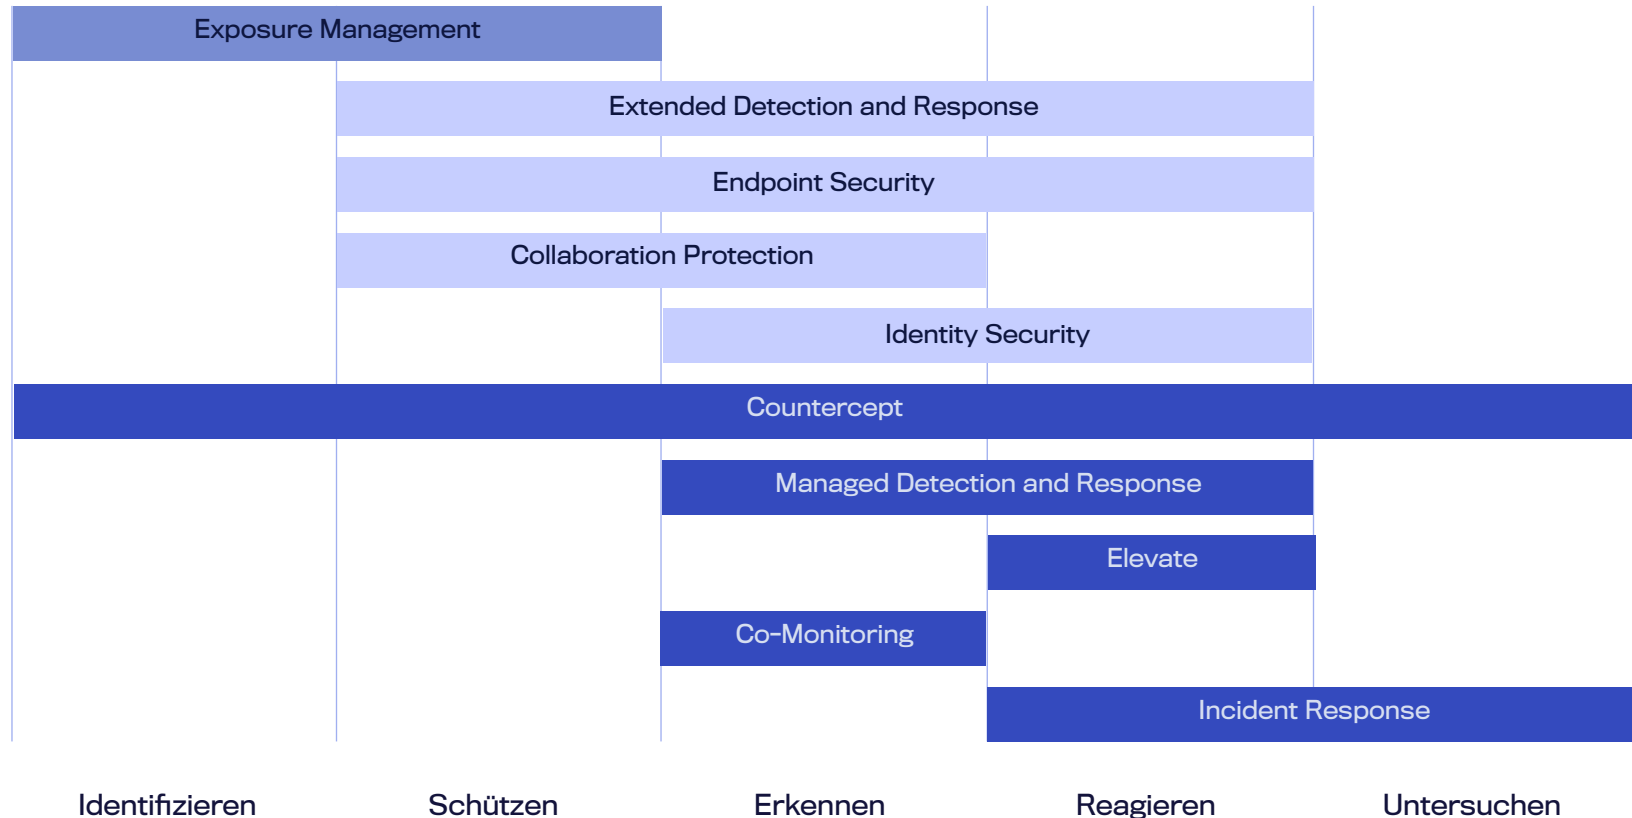 Exposure Management
Extended Detection and Response
Endpoint Security
Collaboration Protection
Identity Security
Countercept
Managed Detection and Response
Elevate
Co-Monitoring
Incident Response
Identifizieren
Schützen
Erkennen
Reagieren
Untersuchen